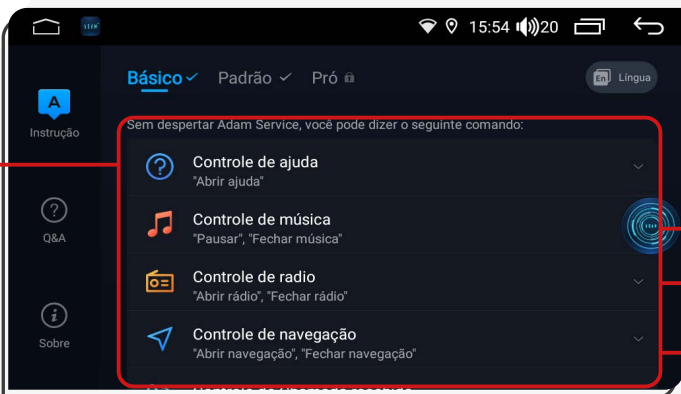 15:54 20
Básico Padrão Pró
En Língua
A
Instrução
Sem despertar Adam Service, você pode dizer o seguinte comando:
Controle de ajuda
"Abrir ajuda"
Controle de música
"Pausar", "Fechar música"
Q&A
Controle de radio
"Abrir rádio", "Fechar rádio"
Controle de navegação
"Abrir navegação", "Fechar navegação"
Sobre